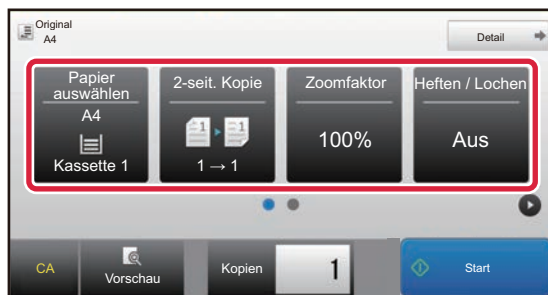 Original
A4
Detail
Papier
auswählen
A4
Kassette 1
2-seit. Kopie
1 → 1
Zoomfaktor
100%
Heften / Lochen
Aus
CA
Vorschau
Kopien
1
Start